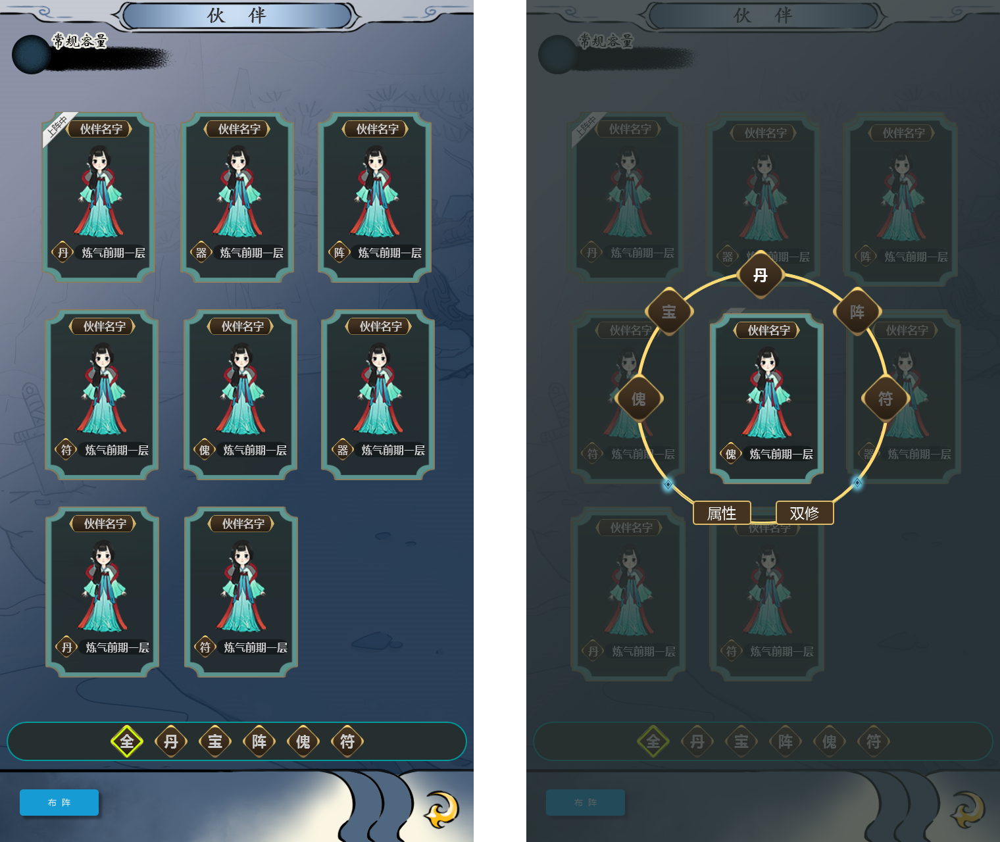 伙 伴
常规容量
上阵中
伙伴名字 伙伴名字 伙伴名字
丹 炼气前期一层 器 炼气前期一层 阵 炼气前期一层
伙伴名字 伙伴名字 伙伴名字
符 炼气前期一层 傀 炼气前期一层 器 炼气前期一层
伙伴名字 伙伴名字
丹 炼气前期一层 符 炼气前期一层
全 丹 宝 阵 傀 符
布 阵
伙 伴
常规容量
上阵中
伙伴名字 伙伴名字 伙伴名字
丹 炼气前期一层 器 炼气前期一层 阵 炼气前期一层
丹
宝 阵
伙伴名字 伙伴名字 伙伴名字
傀 符
符 炼气前期一层 傀 炼气前期一层 器 炼气前期一层
属性 双修
伙伴名字 伙伴名字
丹 炼气前期一层 符 炼气前期一层
全 丹 宝 阵 傀 符
布 阵